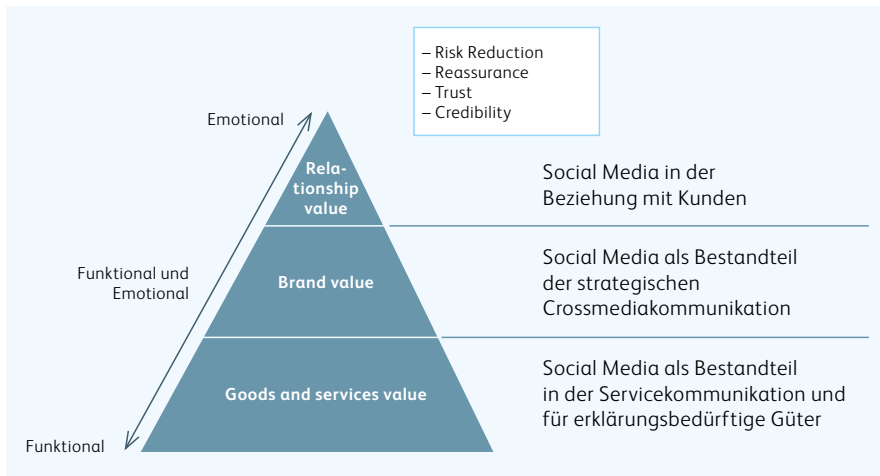 – Risk Reduction
– Reassurance
– Trust
– Credibility
Emotional
Rela-
tionship
value
Social Media in der
Beziehung mit Kunden
Funktional und
Emotional
Brand value
Social Media als Bestandteil
der strategischen
Crossmediakommunikation
Goods and services value
Social Media als Bestandteil
in der Servicekommunikation und
für erklärungsbedürftige Güter
Funktional